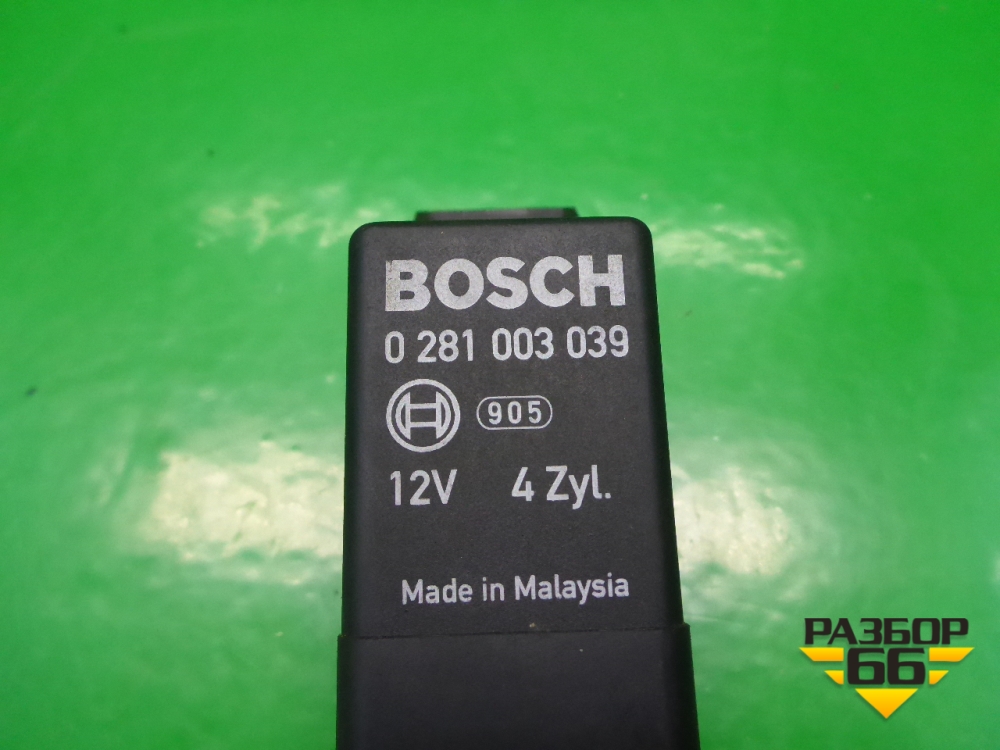 BOSCH
0 281 003 039
905
12V 4 Zyl.
Made in Malaysia
РАЗБОР
66